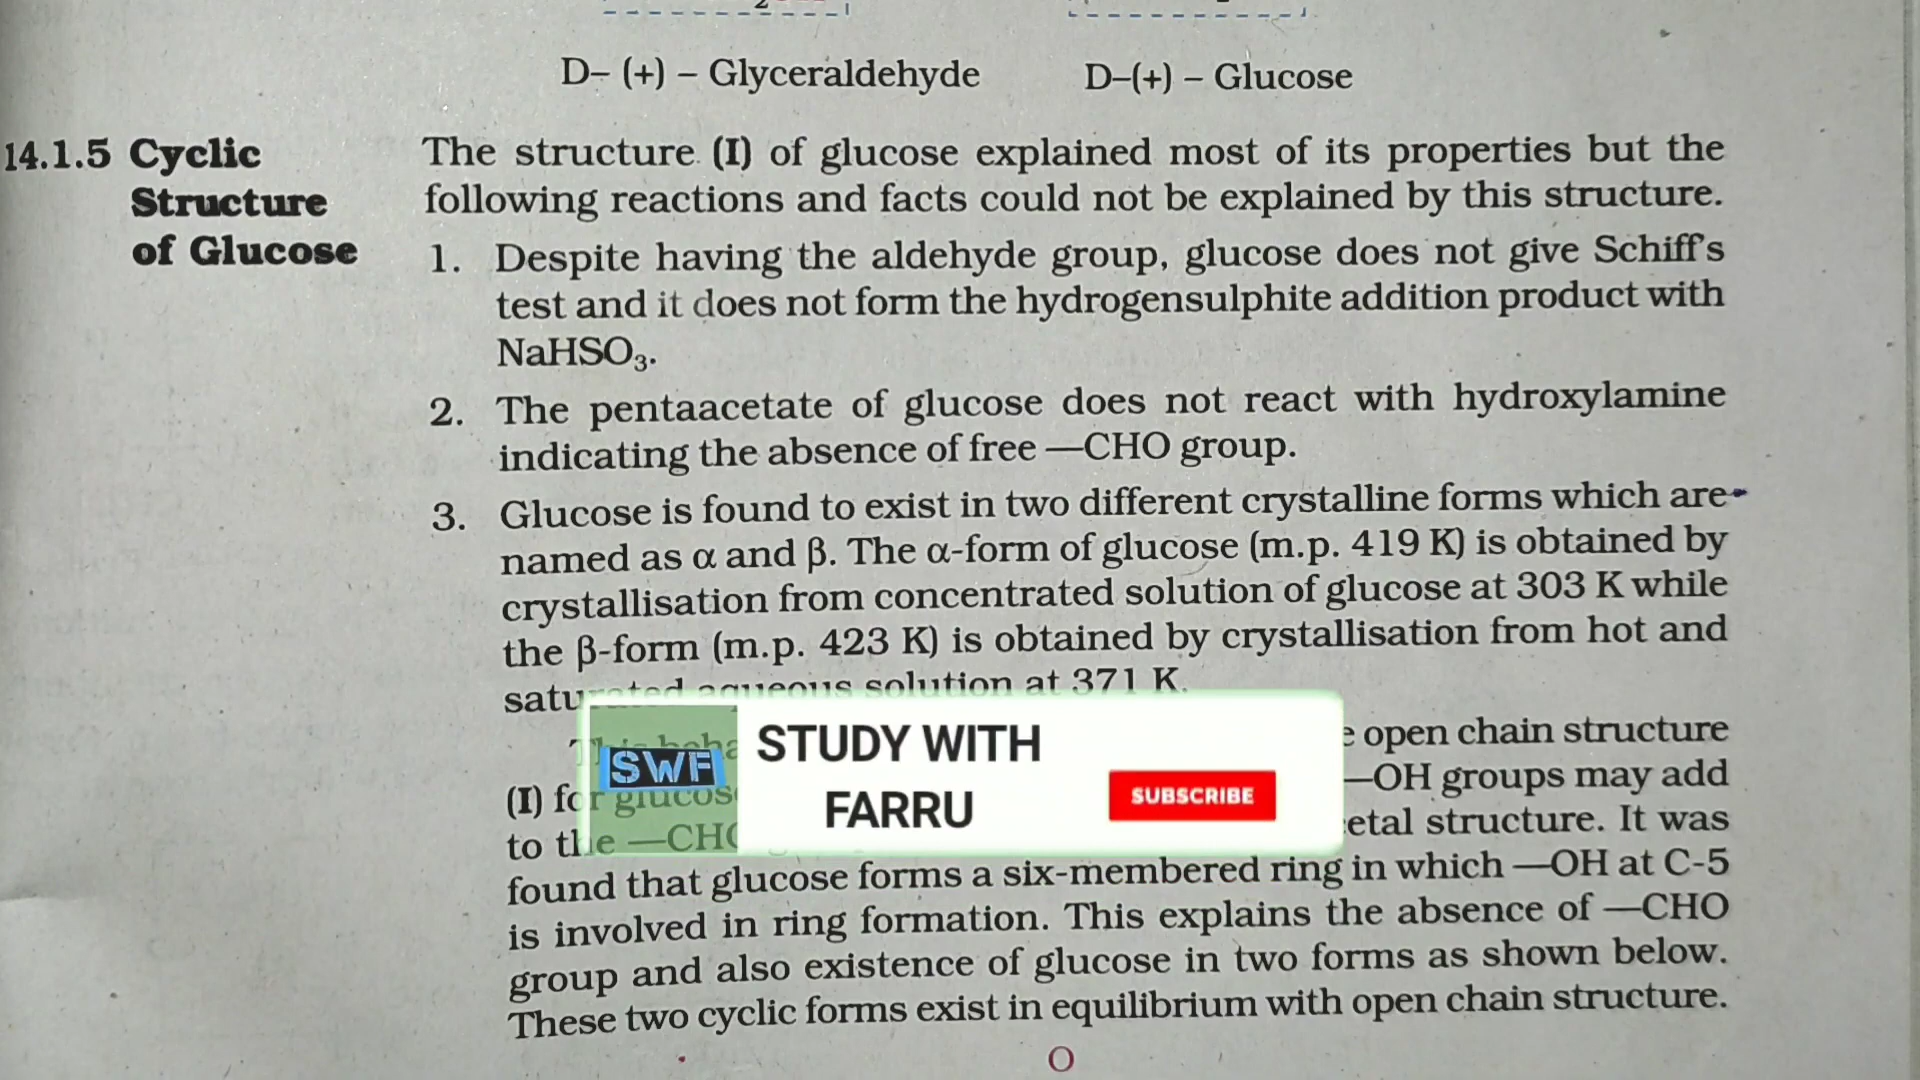 D– (+) – Glyceraldehyde D–(+) – Glucose
14.1.5 Cyclic
Structure
of Glucose
The structure (I) of glucose explained most of its properties but the
following reactions and facts could not be explained by this structure.
1. Despite having the aldehyde group, glucose does not give Schiff's
test and it does not form the hydrogensulphite addition product with
NaHSO₃.
2. The pentaacetate of glucose does not react with hydroxylamine
indicating the absence of free —CHO group.
3. Glucose is found to exist in two different crystalline forms which are
named as α and β. The α-form of glucose (m.p. 419 K) is obtained by
crystallisation from concentrated solution of glucose at 303 K while
the β-form (m.p. 423 K) is obtained by crystallisation from hot and
saturated aqueous solution at 371 K.
This open chain structure
(I) for —OH groups may add
to the —CHO structure. It was
found that glucose forms a six-membered ring in which —OH at C-5
is involved in ring formation. This explains the absence of —CHO
group and also existence of glucose in two forms as shown below.
These two cyclic forms exist in equilibrium with open chain structure.
O
SWF
STUDY WITH
FARRU
SUBSCRIBE